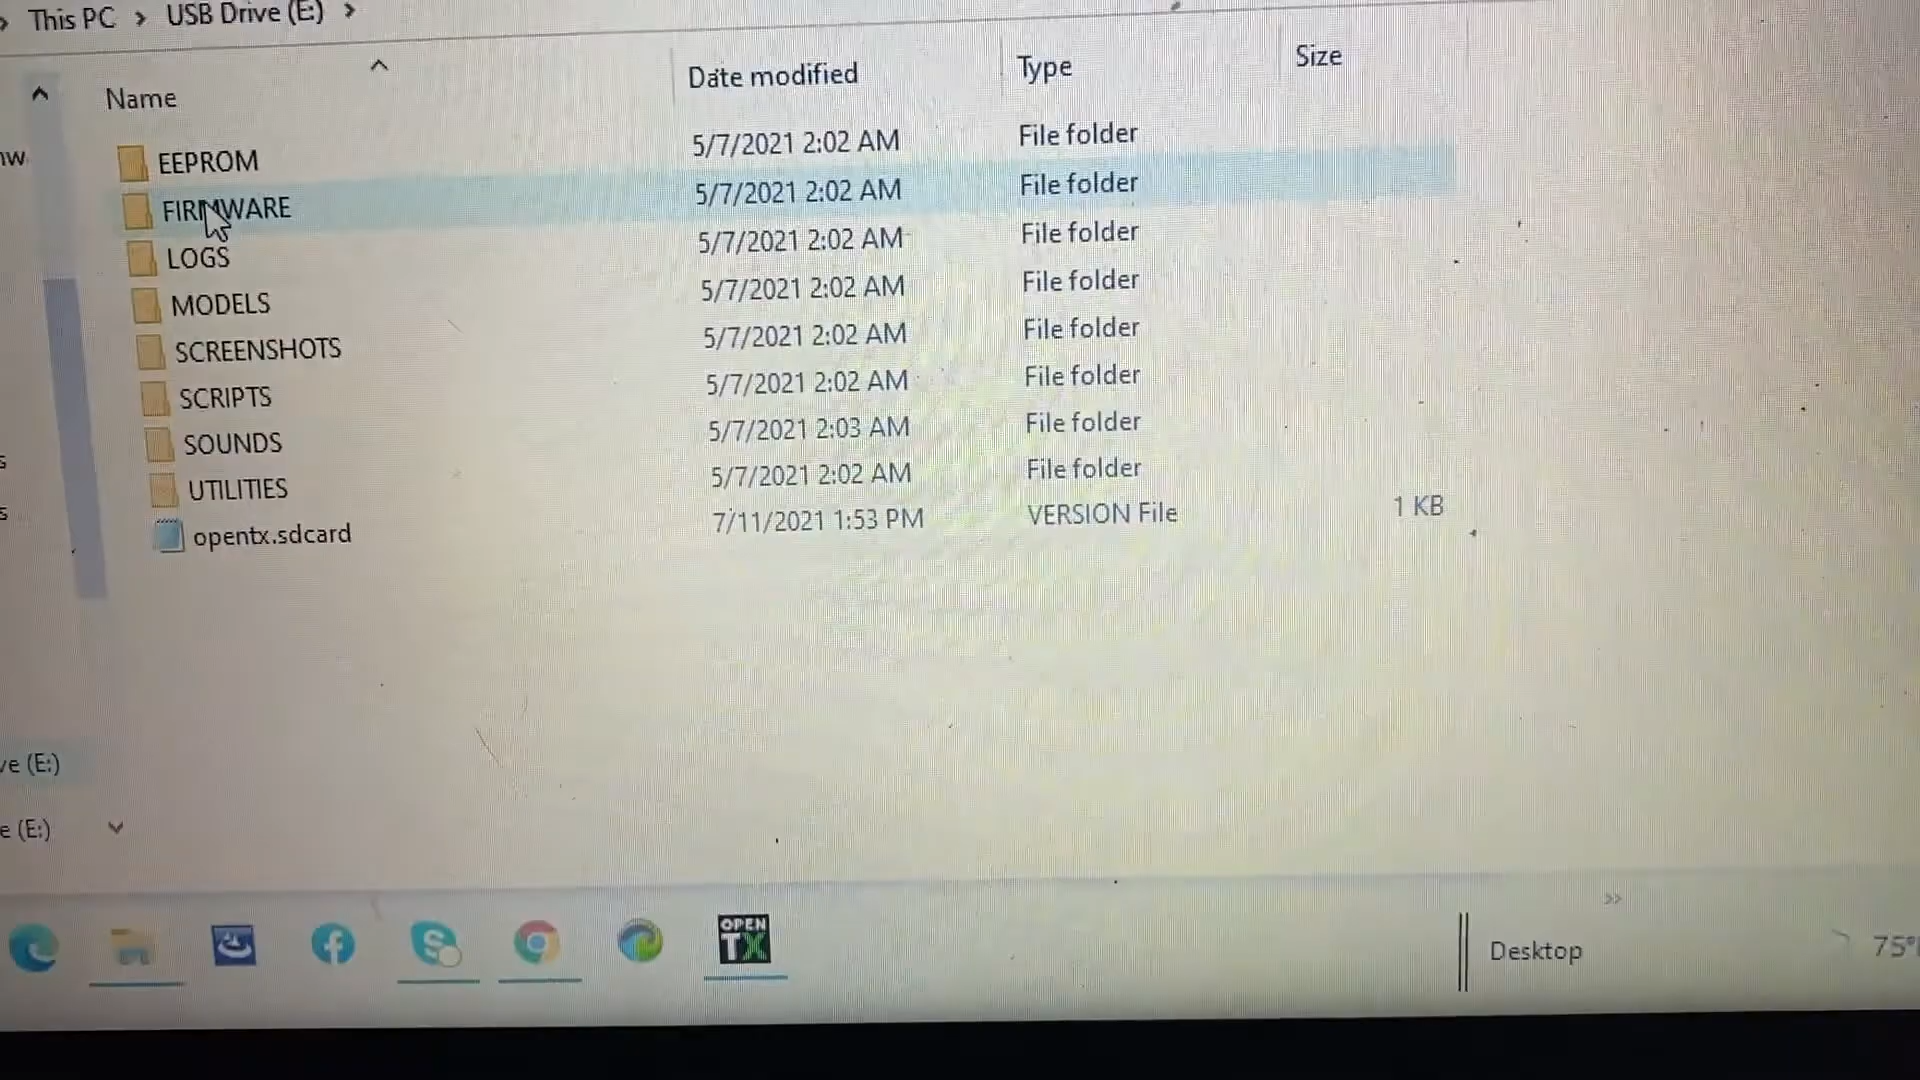 This PC > USB Drive (E:) >
Name Date modified Type Size
EEPROM 5/7/2021 2:02 AM File folder
FIRMWARE 5/7/2021 2:02 AM File folder
LOGS 5/7/2021 2:02 AM File folder
MODELS 5/7/2021 2:02 AM File folder
SCREENSHOTS 5/7/2021 2:02 AM File folder
SCRIPTS 5/7/2021 2:02 AM File folder
SOUNDS 5/7/2021 2:03 AM File folder
UTILITIES 5/7/2021 2:02 AM File folder
opentx.sdcard 7/11/2021 1:53 PM VERSION File 1 KB
ve (E:)
e (E:)
OPEN
TX
Desktop
75°